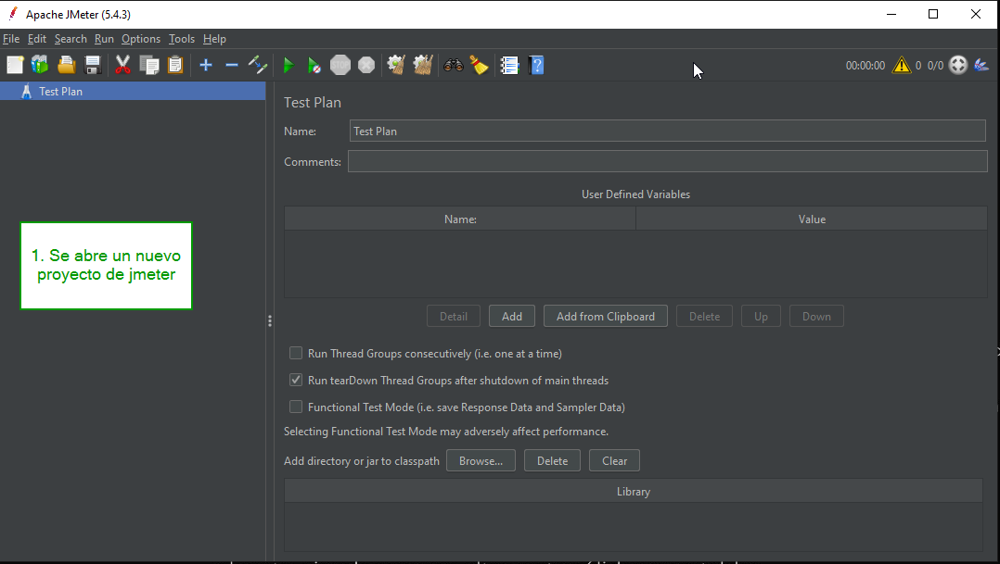 Apache JMeter (5.4.3)
File Edit Search Run Options Tools Help
00:00:00 0 0/0
Test Plan
Test Plan
Name: Test Plan
Comments:
User Defined Variables
Name: Value
1. Se abre un nuevo
proyecto de jmeter
Detail Add Add from Clipboard Delete Up Down
Run Thread Groups consecutively (i.e. one at a time)
Run tearDown Thread Groups after shutdown of main threads
Functional Test Mode (i.e. save Response Data and Sampler Data)
Selecting Functional Test Mode may adversely affect performance.
Add directory or jar to classpath Browse... Delete Clear
Library